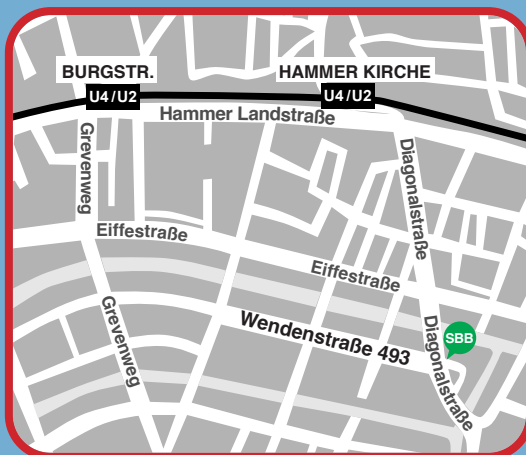 BURGSTR.
U4/U2
HAMMER KIRCHE
U4/U2
Hammer Landstraße
Grevenweg
Diagonalstraße
Eiffestraße
Eiffestraße
Grevenweg
Wendenstraße 493
Diagonalstraße
SBB